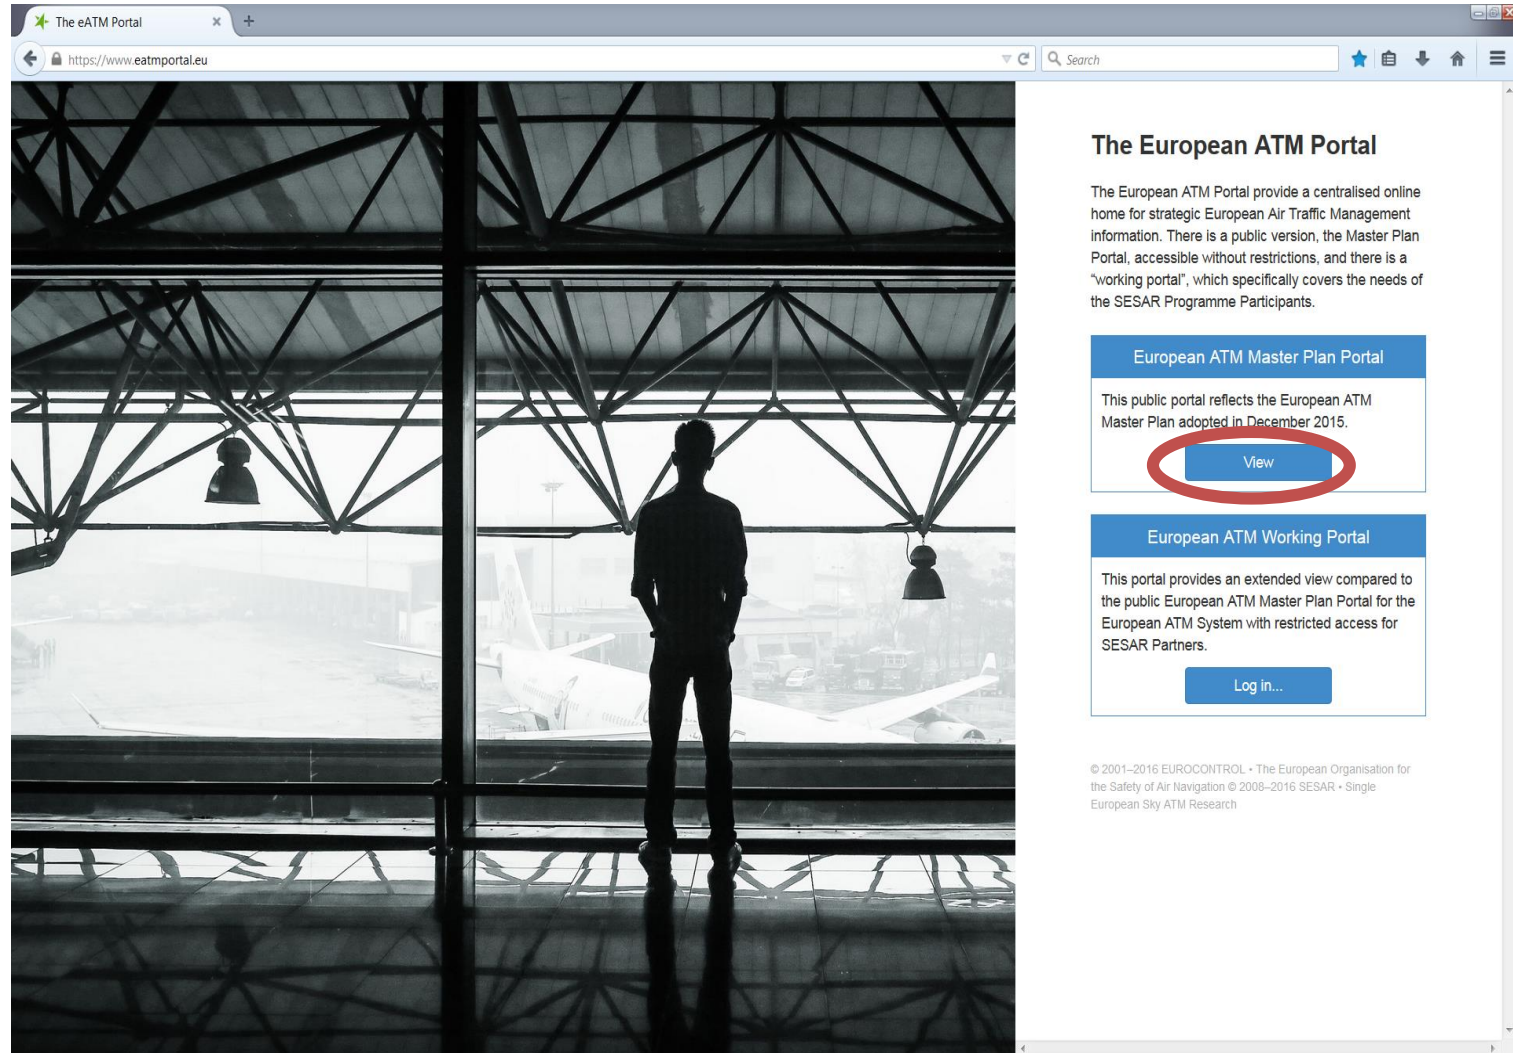 The eATM Portal
https://www.eatmportal.eu
Search
The European ATM Portal
The European ATM Portal provide a centralised online
home for strategic European Air Traffic Management
information. There is a public version, the Master Plan
Portal, accessible without restrictions, and there is a
“working portal”, which specifically covers the needs of
the SESAR Programme Participants.
European ATM Master Plan Portal
This public portal reflects the European ATM
Master Plan adopted in December 2015.
View
European ATM Working Portal
This portal provides an extended view compared to
the public European ATM Master Plan Portal for the
European ATM System with restricted access for
SESAR Partners.
Log in...
© 2001–2016 EUROCONTROL • The European Organisation for
the Safety of Air Navigation © 2008–2016 SESAR • Single
European Sky ATM Research